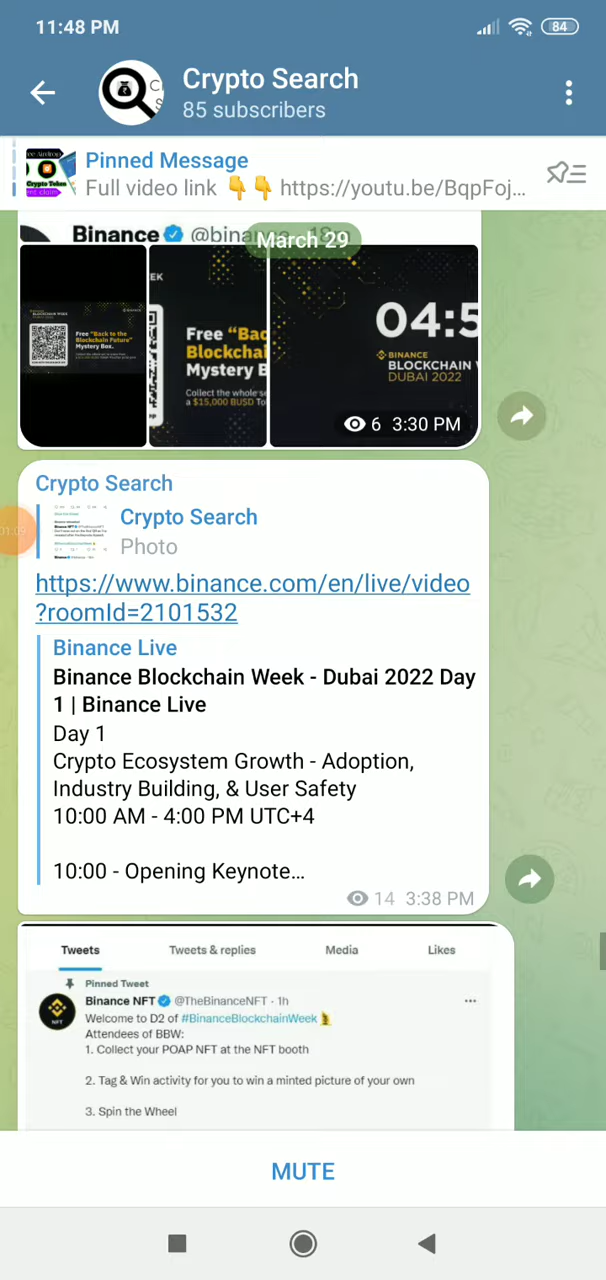 11:48 PM
84
Crypto Search
85 subscribers
Pinned Message
Full video link 👇👇 https://youtu.be/BqpFoj...
Binance @bina
March 29
Free "Back to the
Blockchain Future"
Mystery Box.
EK
Free "Bac
Blockchai
Mystery B
Collect the whole se
a $15,000 BUSD To
04:5
BINANCE
BLOCKCHAIN
DUBAI 2022
6 3:30 PM
Crypto Search
Crypto Search
Photo
01:09
https://www.binance.com/en/live/video
?roomId=2101532
Binance Live
Binance Blockchain Week - Dubai 2022 Day
1 | Binance Live
Day 1
Crypto Ecosystem Growth - Adoption,
Industry Building, & User Safety
10:00 AM - 4:00 PM UTC+4
10:00 - Opening Keynote...
14 3:38 PM
Tweets Tweets & replies Media Likes
Pinned Tweet
Binance NFT @TheBinanceNFT · 1h
Welcome to D2 of #BinanceBlockchainWeek
Attendees of BBW:
1. Collect your POAP NFT at the NFT booth
2. Tag & Win activity for you to win a minted picture of your own
3. Spin the Wheel
NFT
MUTE